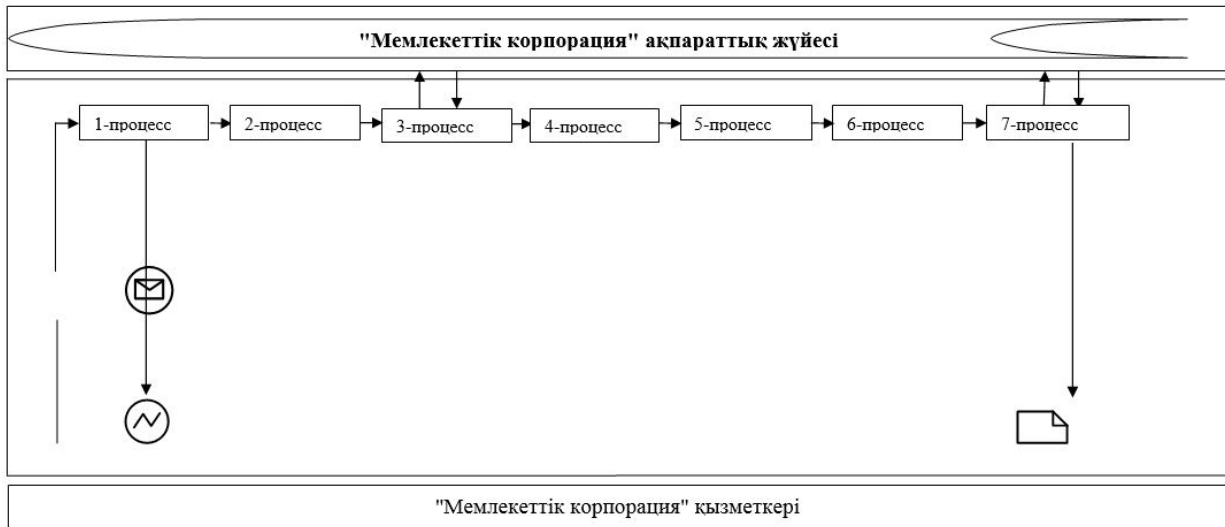 "Мемлекеттік корпорация" ақпараттық жүйесі
1-процесс
2-процесс
3-процесс
4-процесс
5-процесс
6-процесс
7-процесс
"Мемлекеттік корпорация" қызметкері